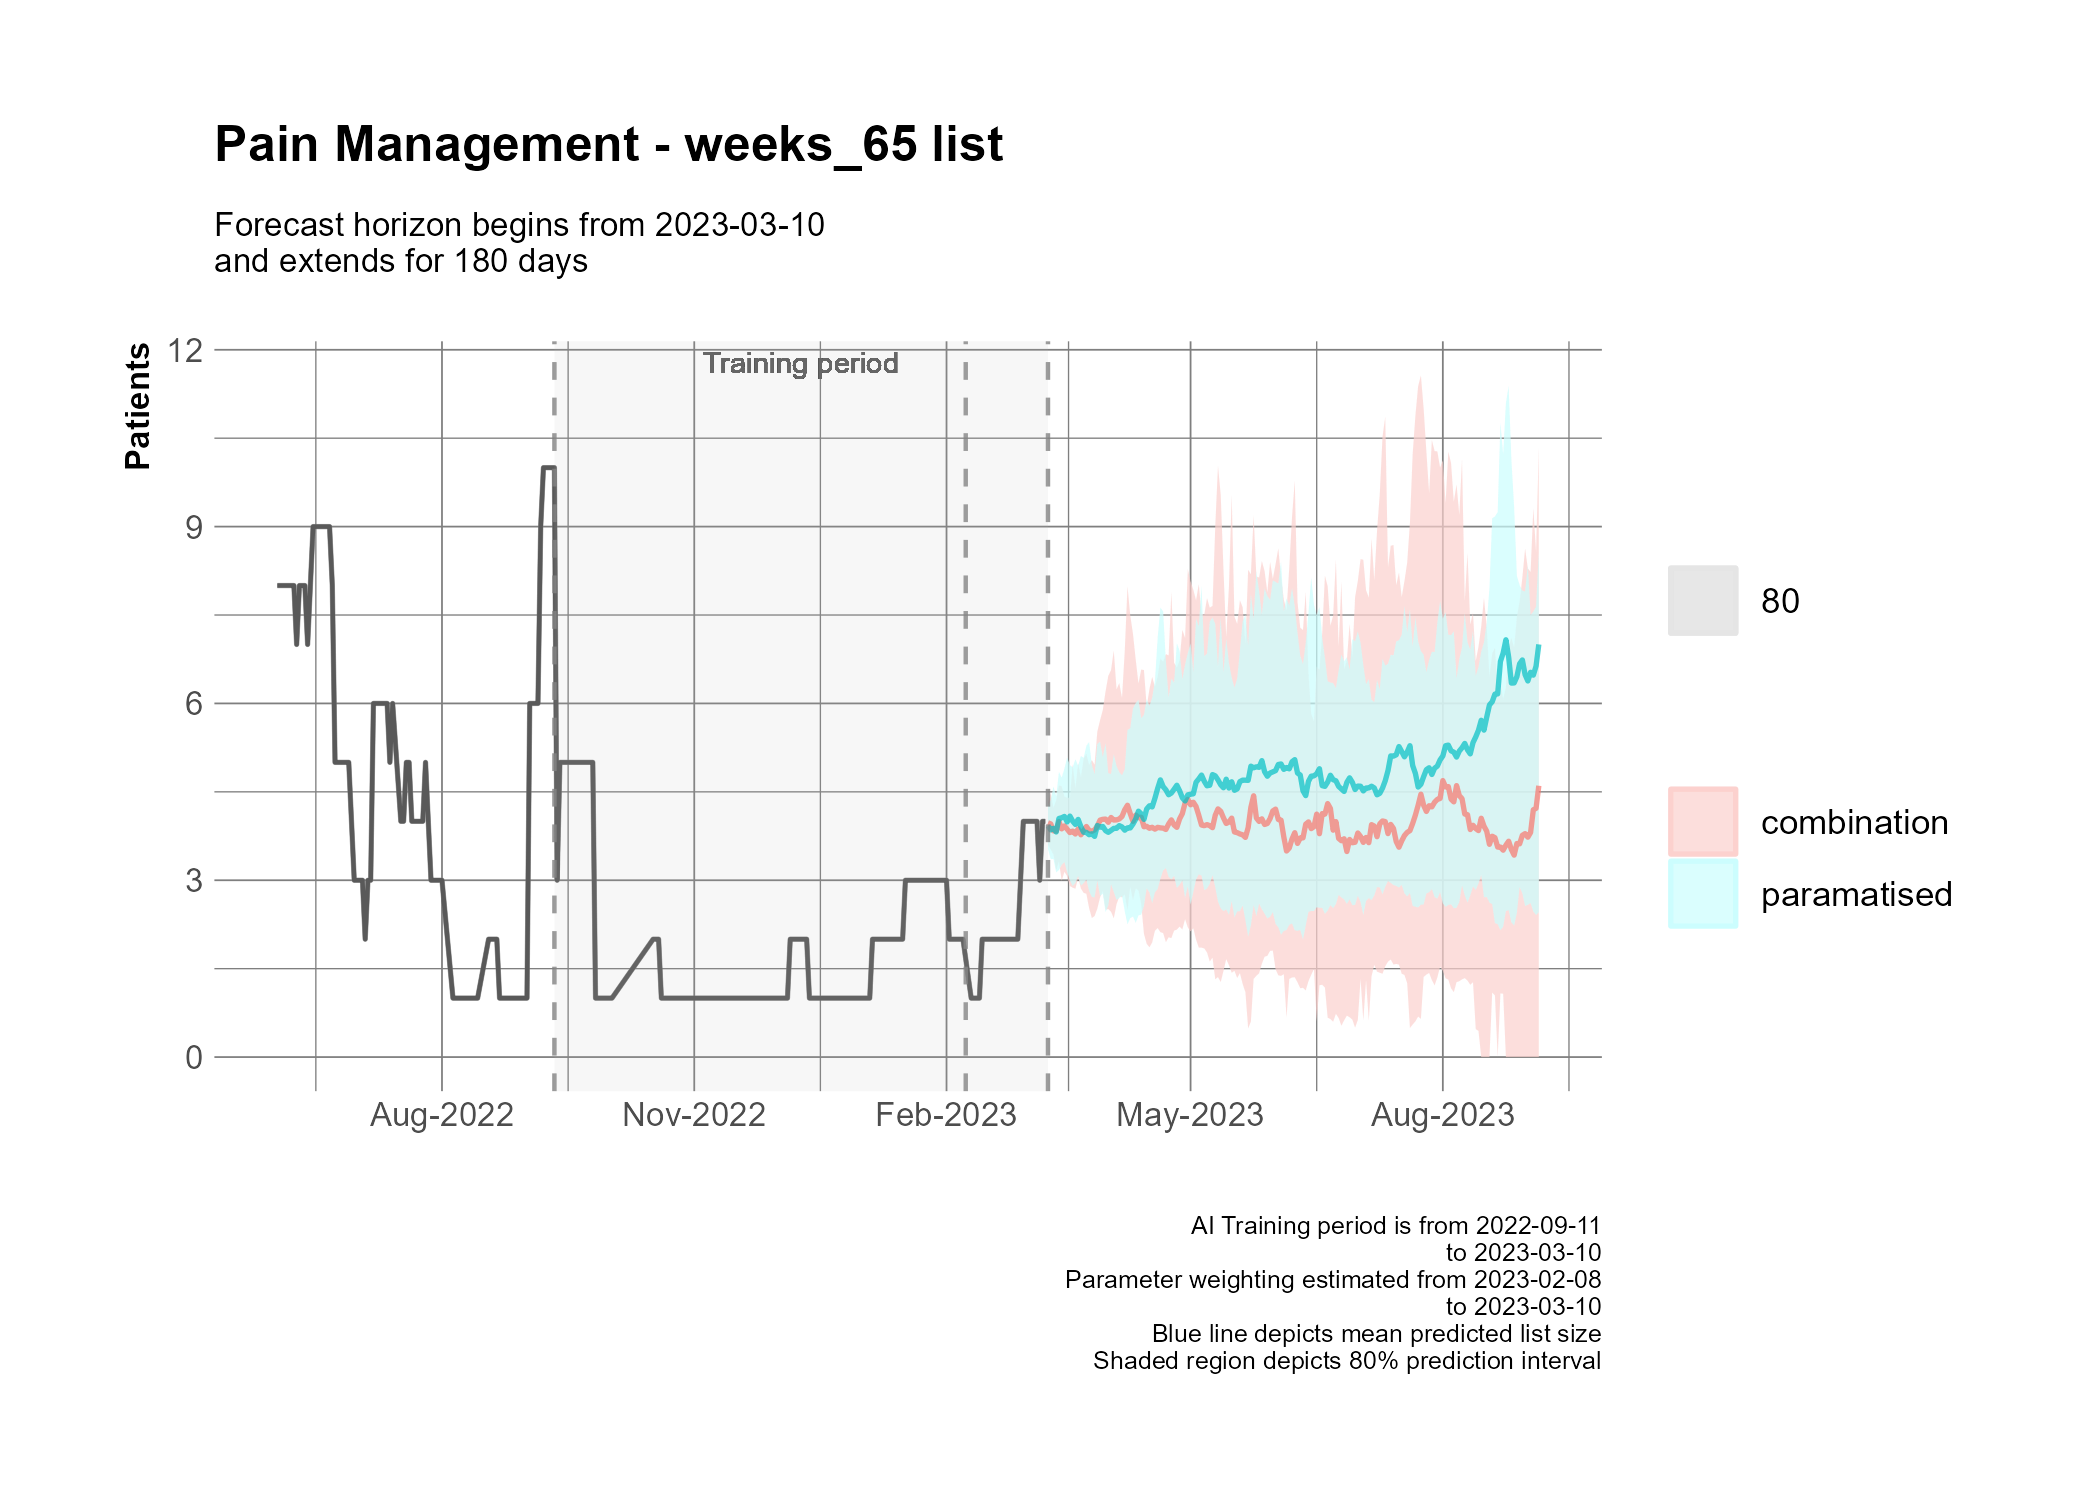 Pain Management - weeks_65 list
Forecast horizon begins from 2023-03-10
and extends for 180 days
Patients
12
9
6
3
0
Training period
Aug-2022
Nov-2022
Feb-2023
May-2023
Aug-2023
80
combination
paramatised
AI Training period is from 2022-09-11
to 2023-03-10
Parameter weighting estimated from 2023-02-08
to 2023-03-10
Blue line depicts mean predicted list size
Shaded region depicts 80% prediction interval